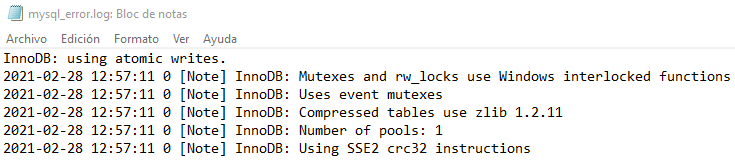 mysql_error.log: Bloc de notas
Archivo Edición Formato Ver Ayuda
InnoDB: using atomic writes.
2021-02-28 12:57:11 0 [Note] InnoDB: Mutexes and rw_locks use Windows interlocked functions
2021-02-28 12:57:11 0 [Note] InnoDB: Uses event mutexes
2021-02-28 12:57:11 0 [Note] InnoDB: Compressed tables use zlib 1.2.11
2021-02-28 12:57:11 0 [Note] InnoDB: Number of pools: 1
2021-02-28 12:57:11 0 [Note] InnoDB: Using SSE2 crc32 instructions